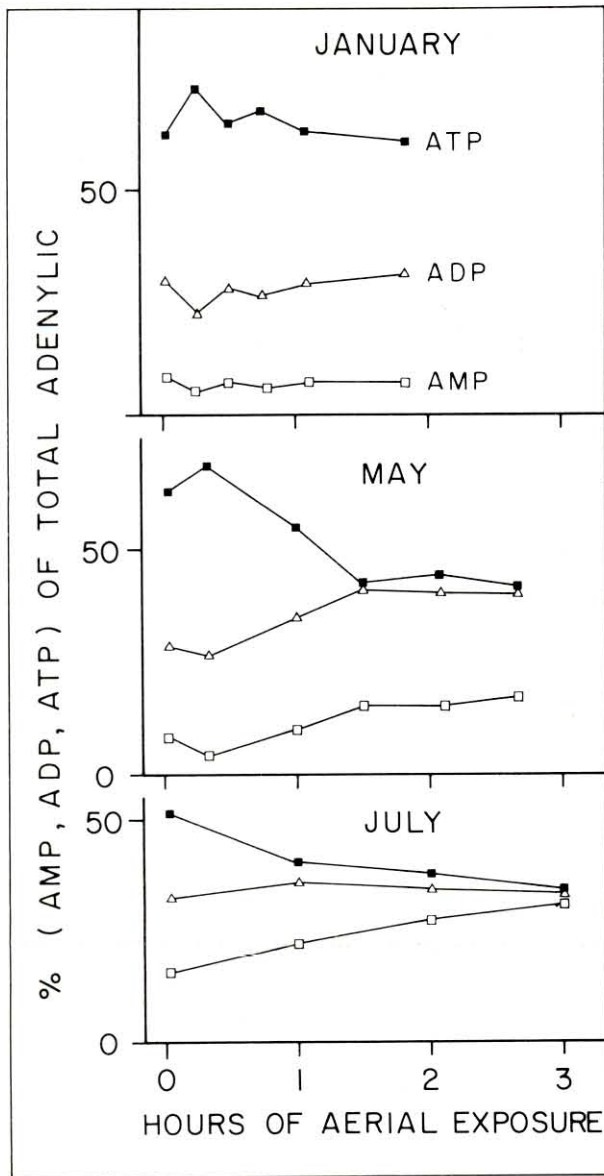 % (AMP, ADP, ATP) OF TOTAL ADENYLIC
JANUARY
50
ATP
ADP
AMP
MAY
50
0
JULY
50
0
0 1 2 3
HOURS OF AERIAL EXPOSURE